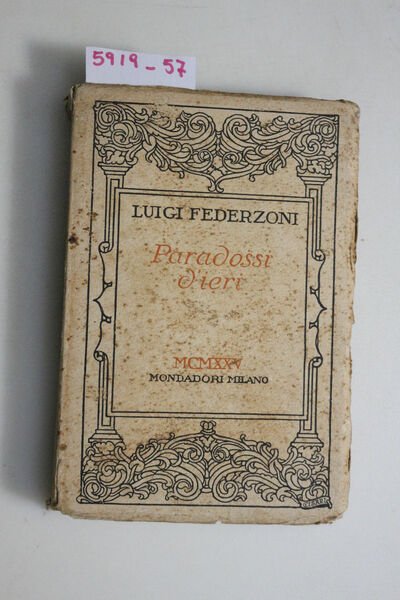 5919-57
LUIGI FEDERZONI
Paradossi
d'ieri
MCMXXV
MONDADORI MILANO